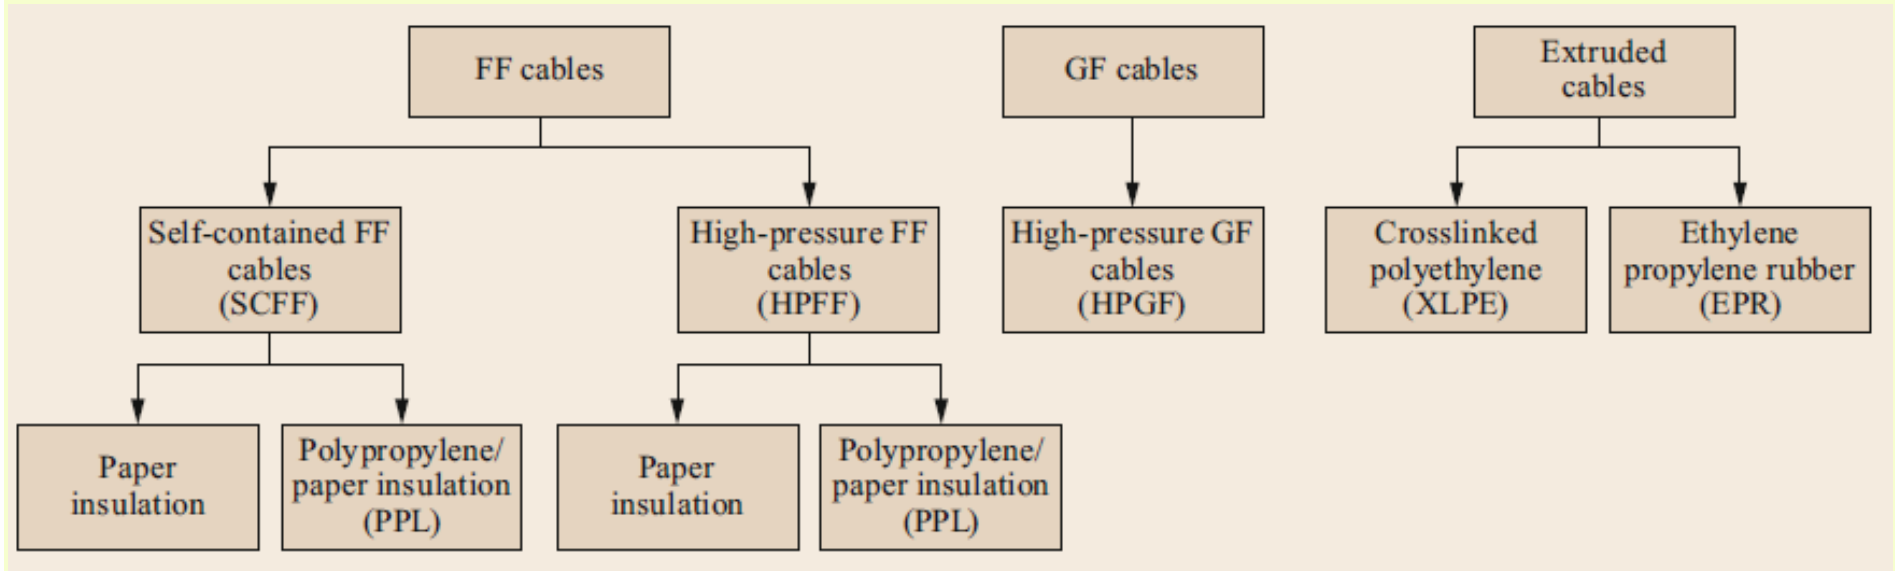 FF cables
GF cables
Extruded
cables
Self-contained FF
cables
(SCFF)
High-pressure FF
cables
(HPFF)
High-pressure GF
cables
(HPGF)
Crosslinked
polyethylene
(XLPE)
Ethylene
propylene rubber
(EPR)
Paper
insulation
Polypropylene/
paper insulation
(PPL)
Paper
insulation
Polypropylene/
paper insulation
(PPL)